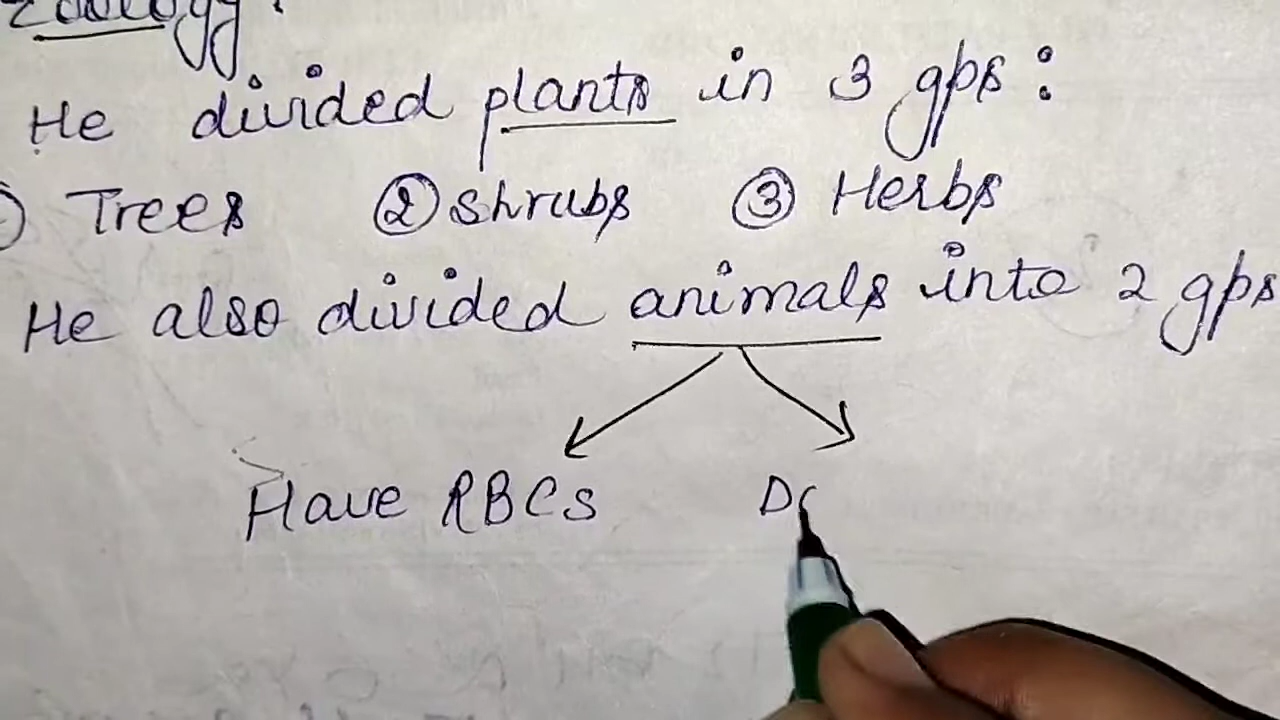 Zoology:
He divided plants in 3 gps:
Trees ② Shrubs ③ Herbs
He also divided animals into 2 gps
Have RBCs